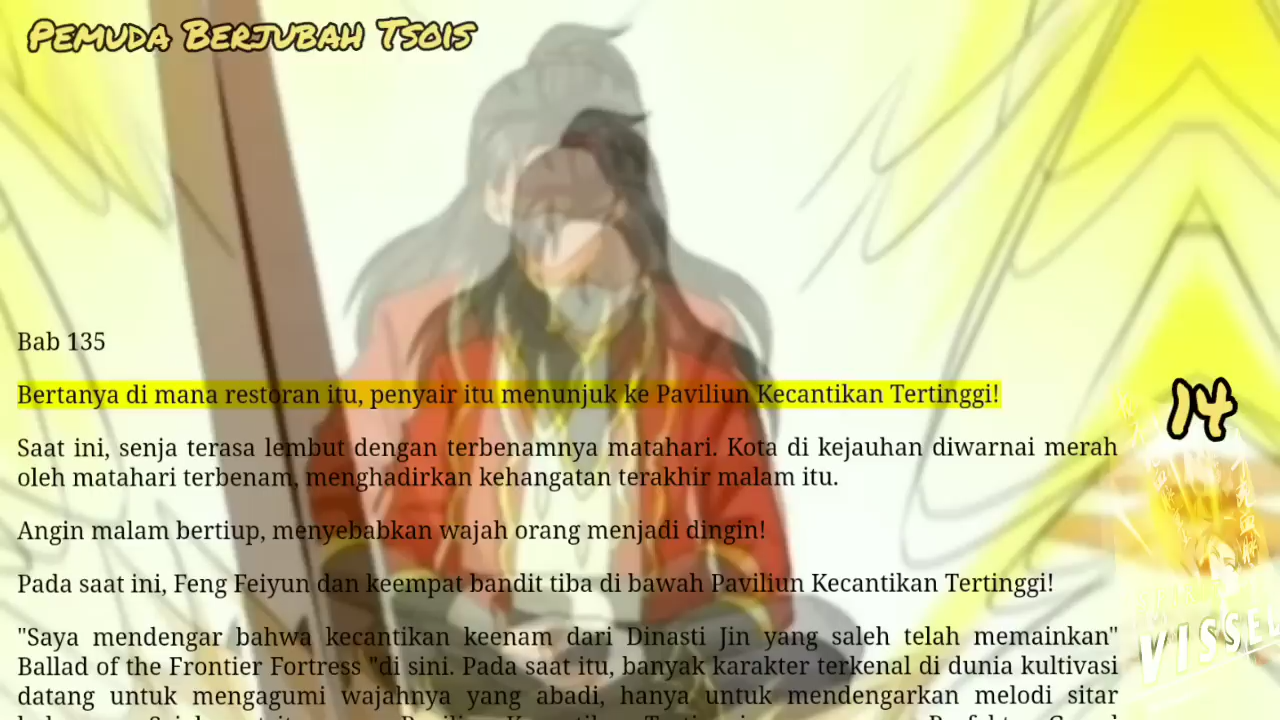 Pemuda Berjubah Tsois
Bab 135
Bertanya di mana restoran itu, penyair itu menunjuk ke Paviliun Kecantikan Tertinggi!
Saat ini, senja terasa lembut dengan terbenamnya matahari. Kota di kejauhan diwarnai merah
oleh matahari terbenam, menghadirkan kehangatan terakhir malam itu.
14
Angin malam bertiup, menyebabkan wajah orang menjadi dingin!
Pada saat ini, Feng Feiyun dan keempat bandit tiba di bawah Paviliun Kecantikan Tertinggi!
"Saya mendengar bahwa kecantikan keenam dari Dinasti Jin yang saleh telah memainkan"
Ballad of the Frontier Fortress "di sini. Pada saat itu, banyak karakter terkenal di dunia kultivasi
datang untuk mengagumi wajahnya yang abadi, hanya untuk mendengarkan melodi sitar
VISSEL